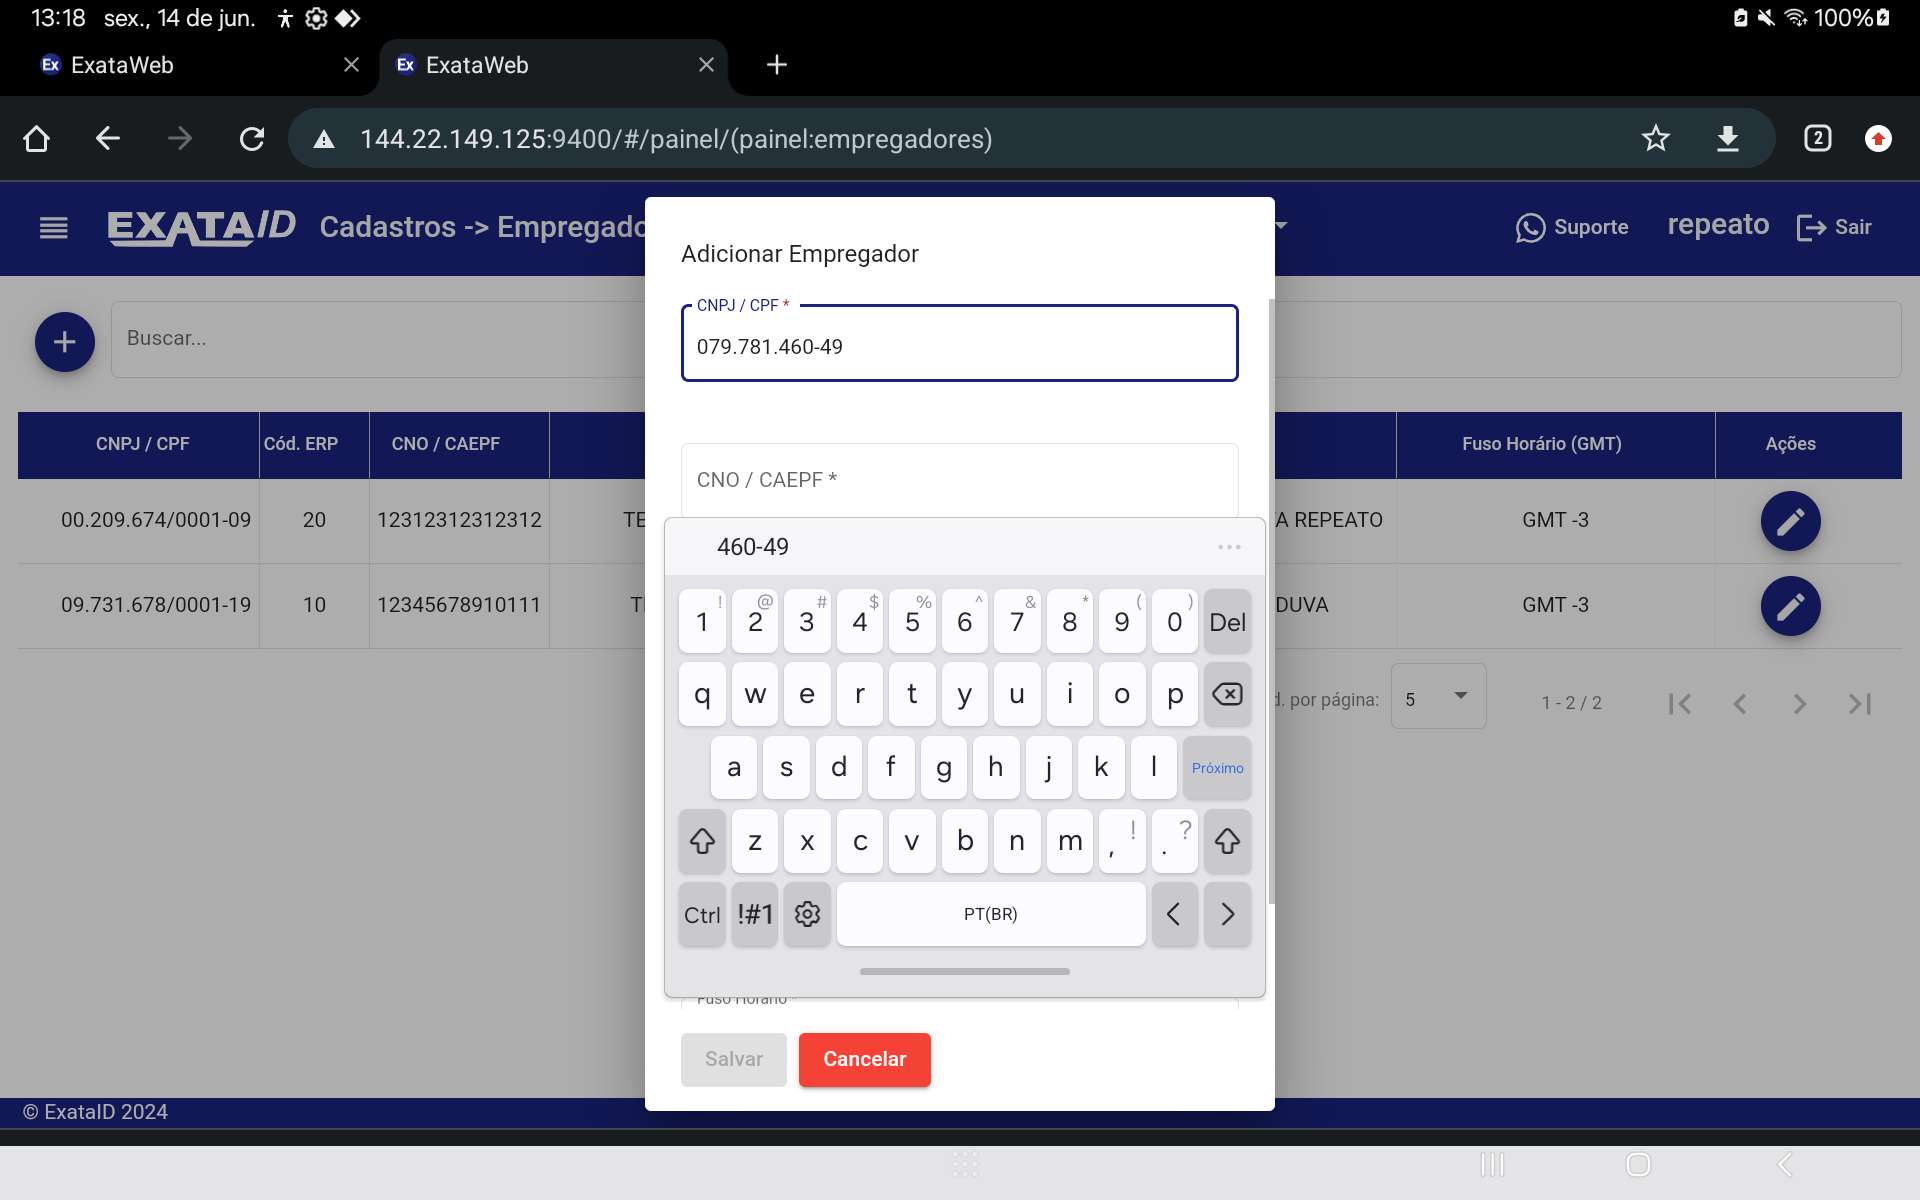 13:18 sex., 14 de jun. 100%
Ex ExataWeb Ex ExataWeb
144.22.149.125:9400/#/painel/(painel:empregadores) 2
EXATAID Cadastros -> Empregado Suporte repeato Sair
Adicionar Empregador
CNPJ / CPF *
079.781.460-49
Buscar...
CNO / CAEPF *
CNPJ / CPF Cód. ERP CNO / CAEPF Fuso Horário (GMT) Ações
00.209.674/0001-09 20 12312312312312 TE A REPEATO GMT -3
09.731.678/0001-19 10 12345678910111 DUVA GMT -3
d. por página: 5 1 - 2 / 2
460-49
! @ # $ % ^ & * ( )
1 2 3 4 5 6 7 8 9 0 Del
q w e r t y u i o p
a s d f g h j k l Próximo
z x c v b n m , ! . ?
Ctrl !#1 PT(BR)
Fuso Horário *
Salvar Cancelar
© ExataID 2024